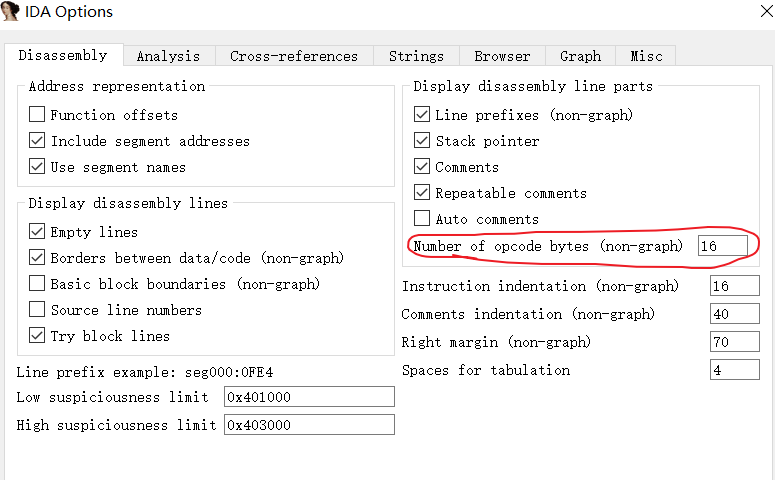 IDA Options
Disassembly Analysis Cross-references Strings Browser Graph Misc
Address representation
Function offsets
Include segment addresses
Use segment names
Display disassembly lines
Empty lines
Borders between data/code (non-graph)
Basic block boundaries (non-graph)
Source line numbers
Try block lines
Line prefix example: seg000:0FE4
Low suspiciousness limit 0x401000
High suspiciousness limit 0x403000
Display disassembly line parts
Line prefixes (non-graph)
Stack pointer
Comments
Repeatable comments
Auto comments
Number of opcode bytes (non-graph) 16
Instruction indentation (non-graph) 16
Comments indentation (non-graph) 40
Right margin (non-graph) 70
Spaces for tabulation 4